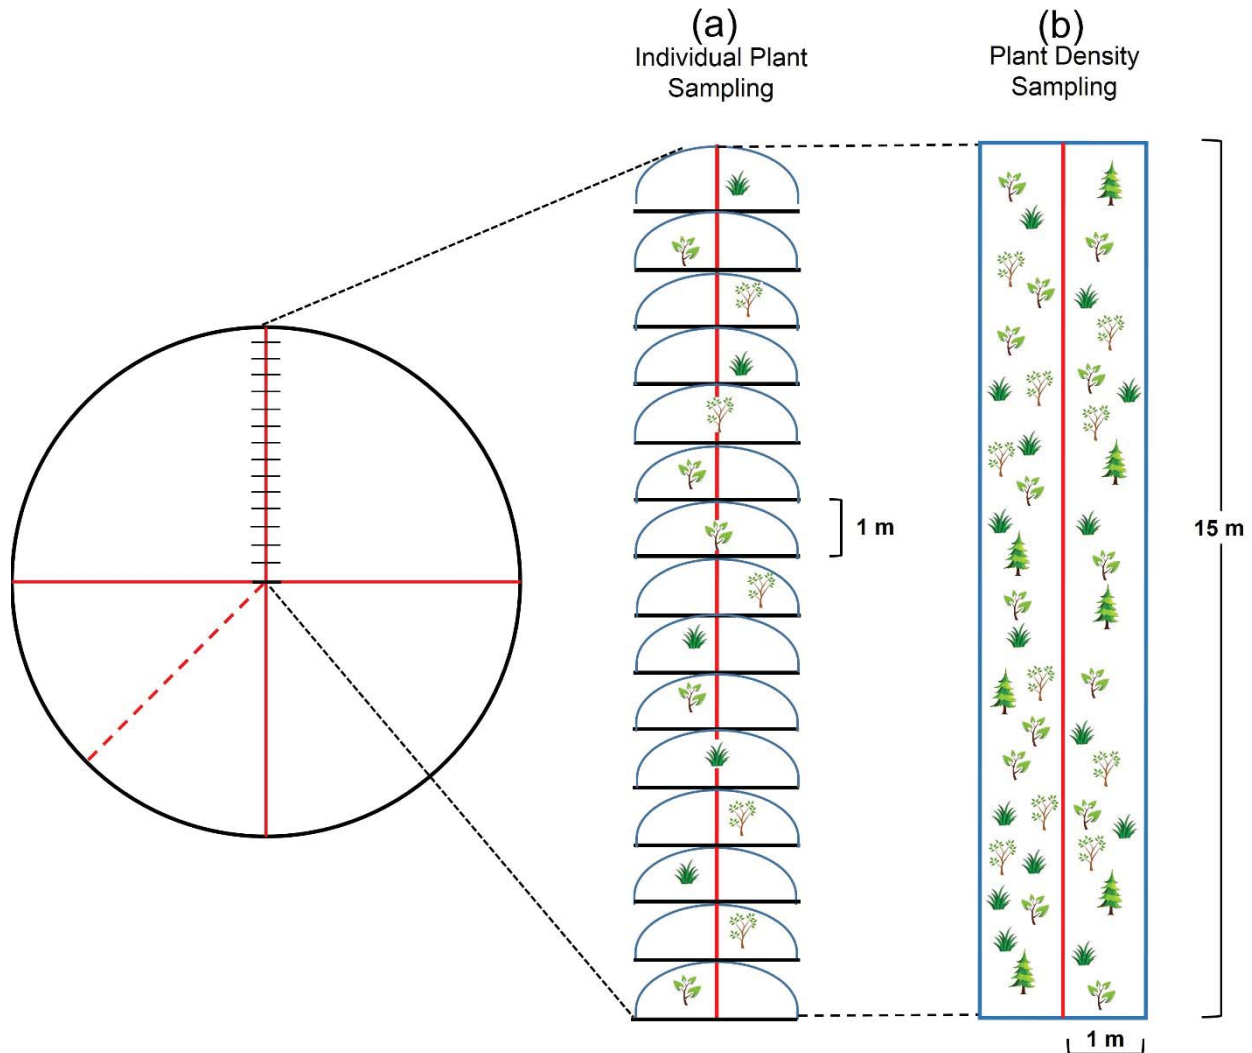 (a)
Individual Plant
Sampling
(b)
Plant Density
Sampling
1 m
15 m
1 m